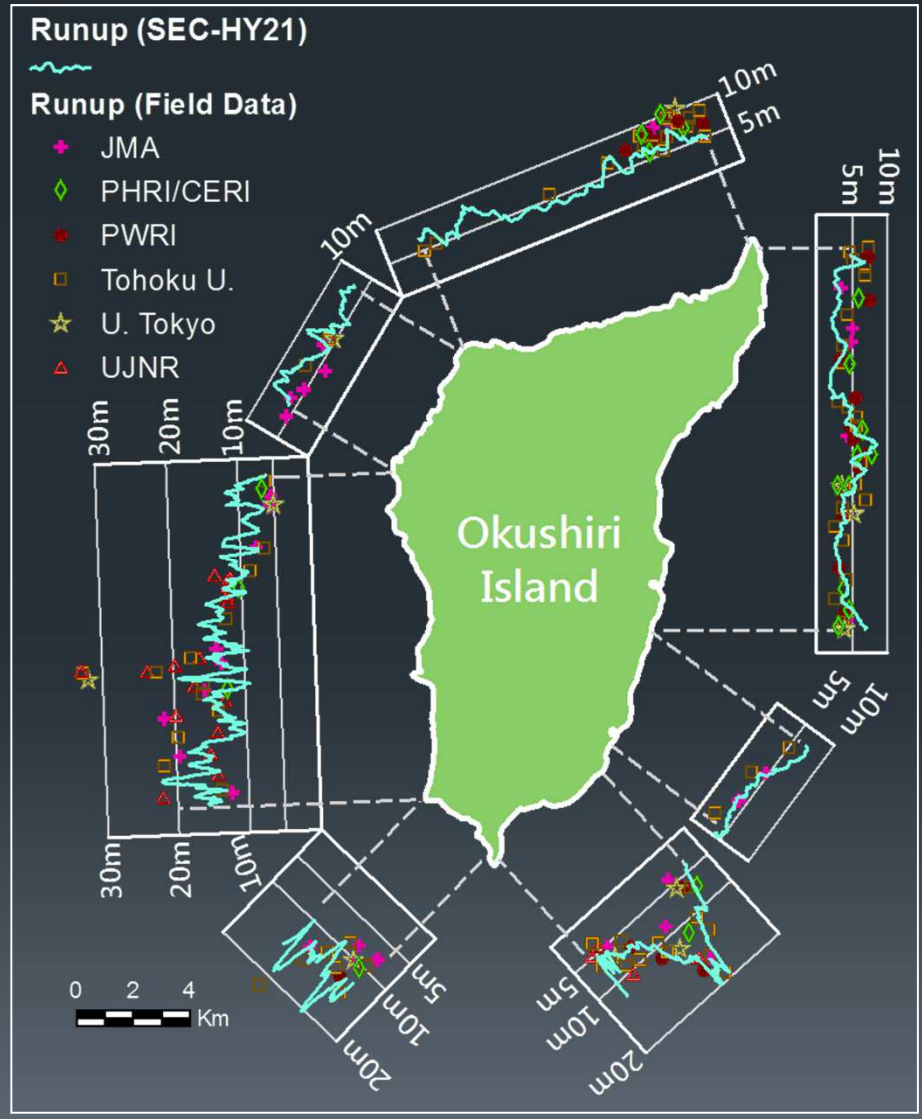 Runup (SEC-HY21)
Runup (Field Data)
JMA
PHRI/CERI
PWRI
Tohoku U.
U. Tokyo
UJNR
10m
5m
5m
10m
10m
30m
20m
10m
Okushiri
Island
5m
10m
30m
20m
10m
5m
10m
20m
5m
10m
20m
0 2 4
Km